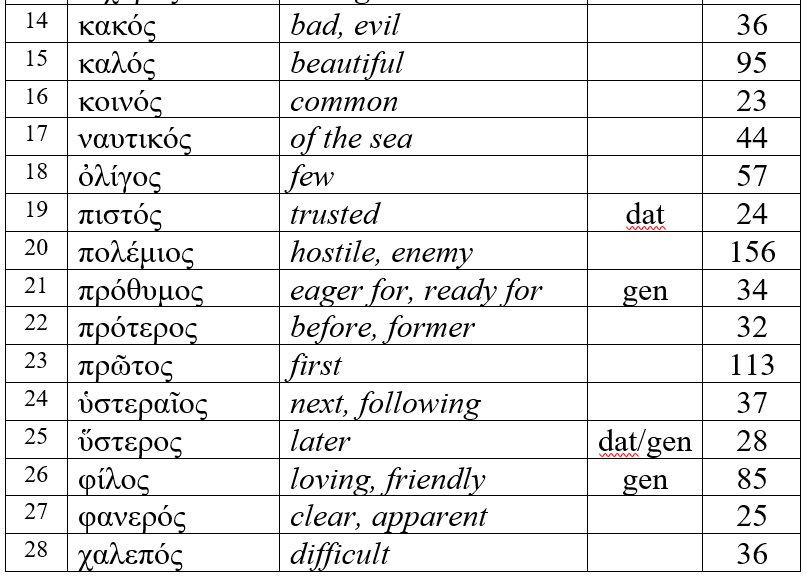 14 κακός bad, evil 36
15 καλός beautiful 95
16 κοινός common 23
17 ναυτικός of the sea 44
18 ὀλίγος few 57
19 πιστός trusted dat 24
20 πολέμιος hostile, enemy 156
21 πρόθυμος eager for, ready for gen 34
22 πρότερος before, former 32
23 πρῶτος first 113
24 ὑστεραῖος next, following 37
25 ὕστερος later dat/gen 28
26 φίλος loving, friendly gen 85
27 φανερός clear, apparent 25
28 χαλεπός difficult 36